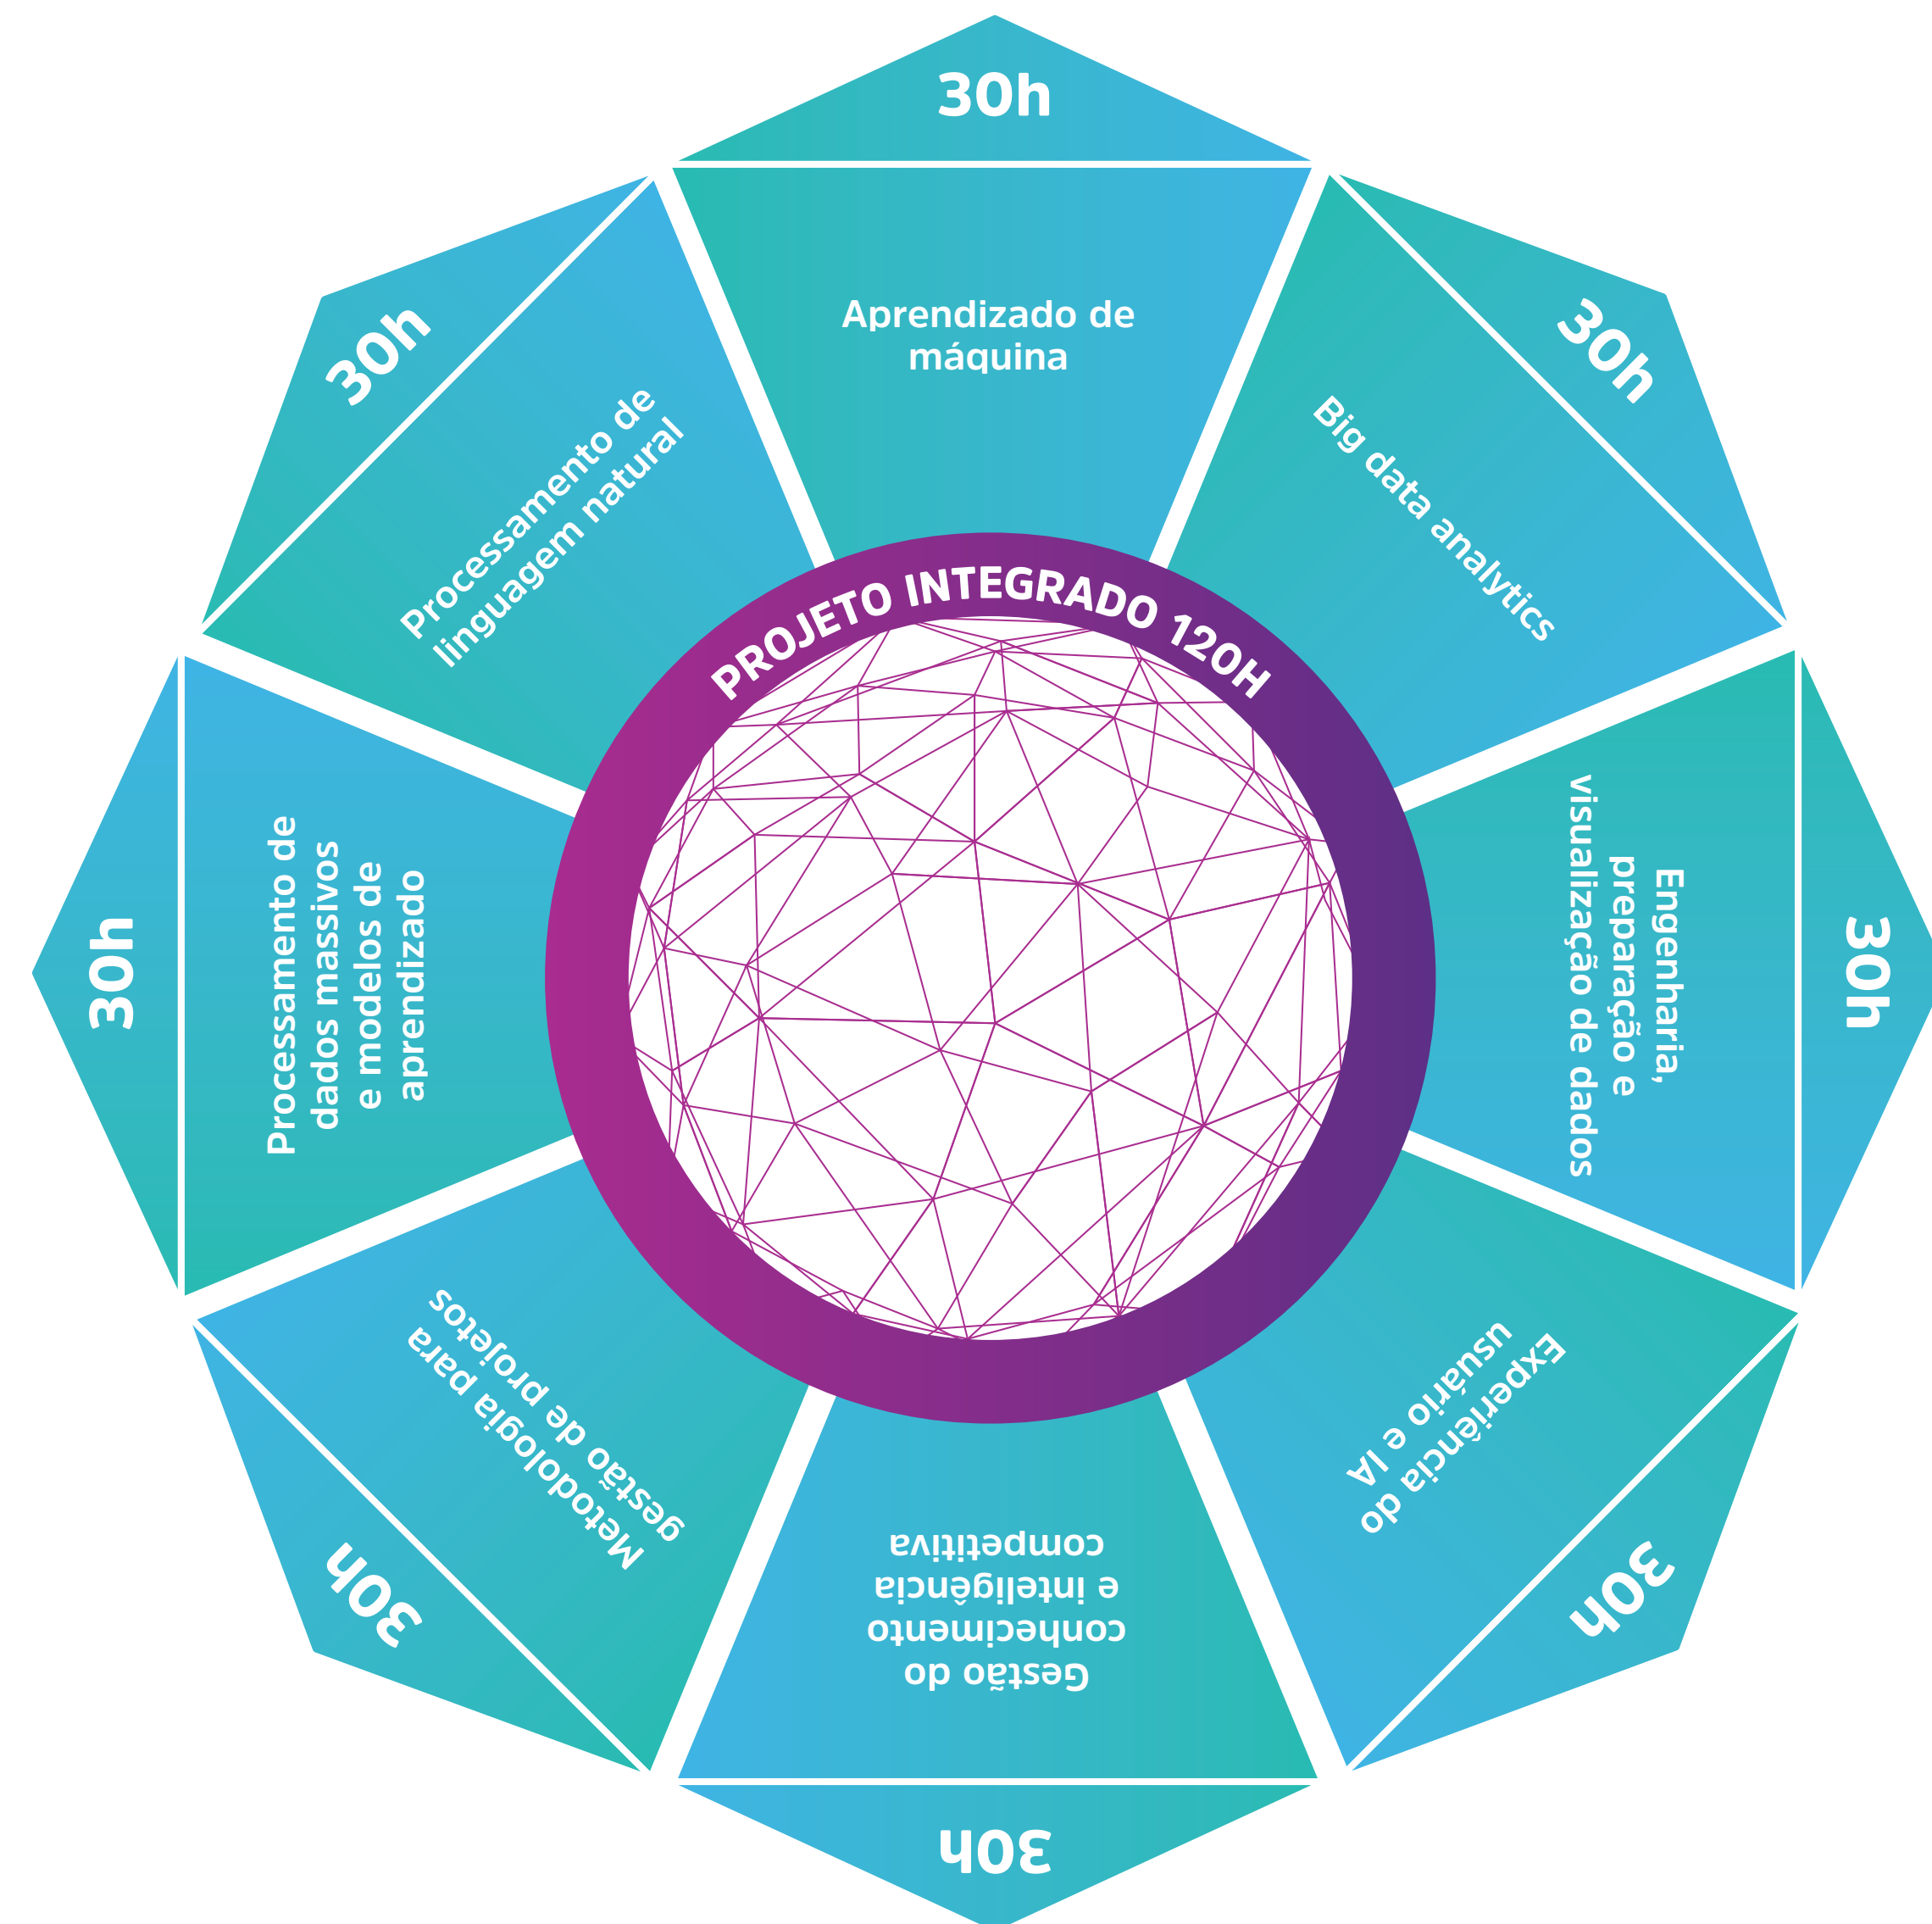 30h
Aprendizado de
máquina
30h
Big data analytics
30h
Engenharia,
preparação e
visualização de dados
30h
Experiência do
usuário e IA
30h
Gestão do
conhecimento
e inteligência
competitiva
30h
Metodologia para
gestão de projetos
30h
Processamento de
dados massivos
e modelos de
aprendizado
30h
Processamento de
linguagem natural
PROJETO INTEGRADO 120H